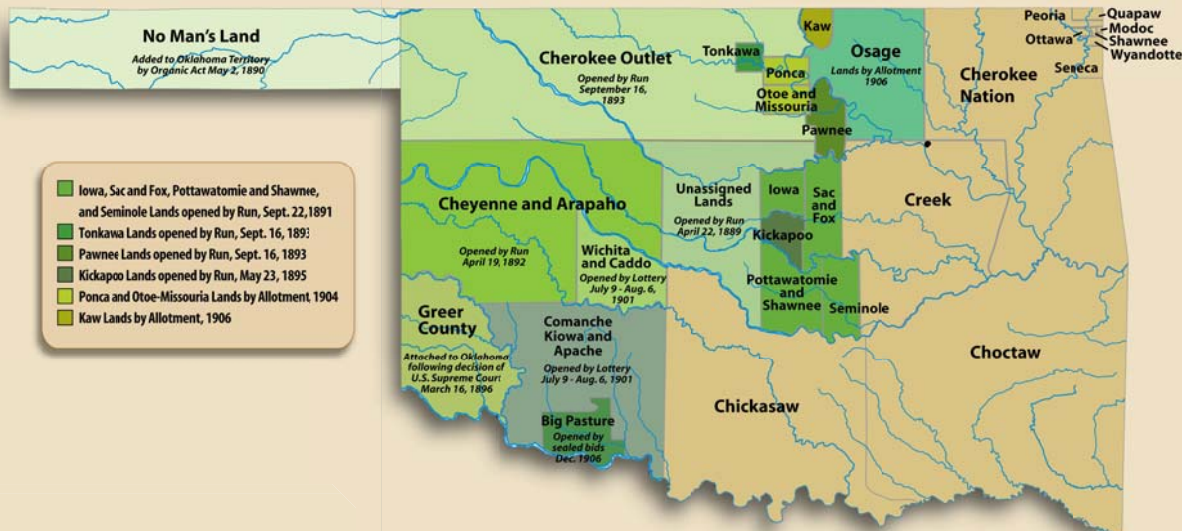 No Man's Land
Added to Oklahoma Territory
by Organic Act May 2, 1890
Cherokee Outlet
Opened by Run
September 16,
1893
Tonkawa
Kaw
Ponca
Otoe and
Missouria
Pawnee
Osage
Lands by Allotment
1906
Cherokee
Nation
Peoria
Quapaw
Modoc
Ottawa
Shawnee
Wyandotte
Sereca
Iowa, Sac and Fox, Pottawatomie and Shawnee,
and Seminole Lands opened by Run, Sept. 22,1891
Tonkawa Lands opened by Run, Sept. 16, 1893
Pawnee Lands opened by Run, Sept. 16, 1893
Kickapoo Lands opened by Run, May 23, 1895
Ponca and Otoe-Missouria Lands by Allotment, 1904
Kaw Lands by Allotment, 1906
Cheyenne and Arapaho
Opened by Run
April 19, 1892
Wichita
and Caddo
Opened by Lottery
July 9 - Aug. 6,
1901
Unassigned
Lands
Opened by Run
April 22, 1889
Iowa
Sac
and
Fox
Kickapoo
Pottawatomie
and
Shawnee
Seminole
Creek
Greer
County
Attached to Oklahoma
following decision of
U.S. Supreme Court
March 16, 1896
Comanche
Kiowa and
Apache
Opened by Lottery
July 9 - Aug. 6, 1901
Big Pasture
Opened by
sealed bids
Dec. 1906
Chickasaw
Choctaw